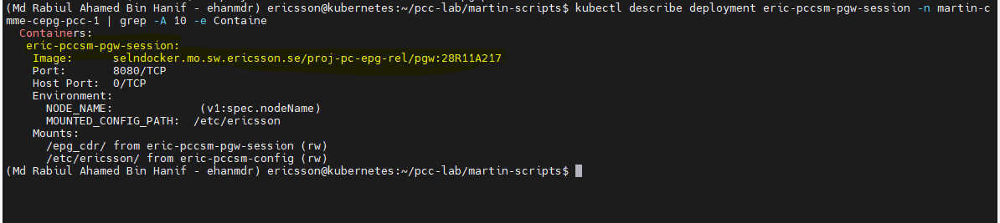 (Md Rabiul Ahamed Bin Hanif - ehanmdr) ericsson@kubernetes:~/pcc-lab/martin-scripts$ kubectl describe deployment eric-pccsm-pgw-session -n martin-c
mme-cepg-pcc-1 | grep -A 10 -e Containe
  Containers:
   eric-pccsm-pgw-session:
    Image:      selndocker.mo.sw.ericsson.se/proj-pc-epg-rel/pgw:28R11A217
    Port:       8080/TCP
    Host Port:  0/TCP
    Environment:
      NODE_NAME:             (v1:spec.nodeName)
      MOUNTED_CONFIG_PATH:  /etc/ericsson
    Mounts:
      /epg_cdr/ from eric-pccsm-pgw-session (rw)
      /etc/ericsson/ from eric-pccsm-config (rw)
(Md Rabiul Ahamed Bin Hanif - ehanmdr) ericsson@kubernetes:~/pcc-lab/martin-scripts$